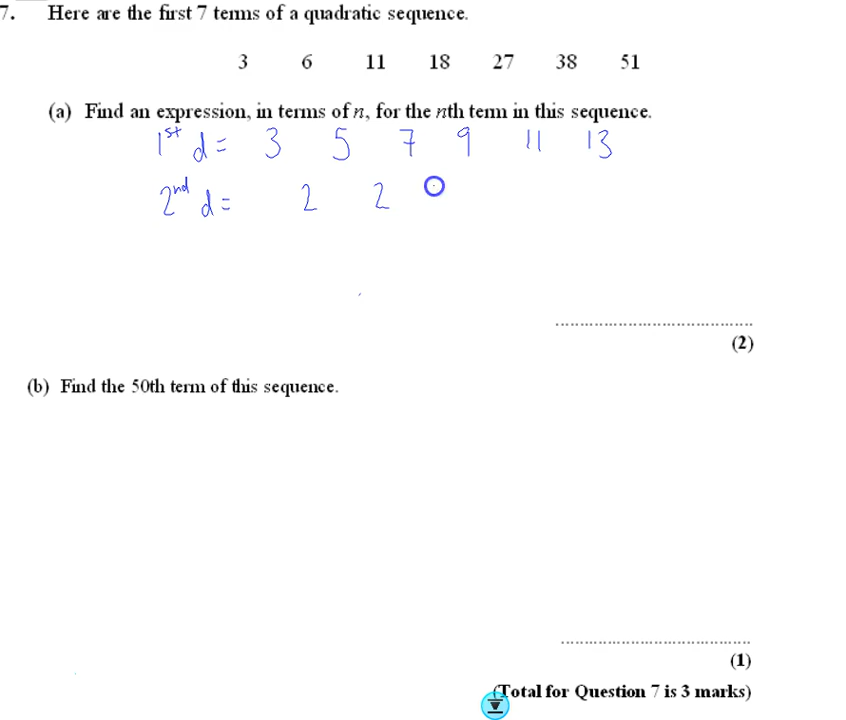 7. Here are the first 7 terms of a quadratic sequence.
3 6 11 18 27 38 51
(a) Find an expression, in terms of n, for the nth term in this sequence.
1st d = 3 5 7 9 11 13
2nd d = 2 2
(2)
(b) Find the 50th term of this sequence.
(1)
(Total for Question 7 is 3 marks)